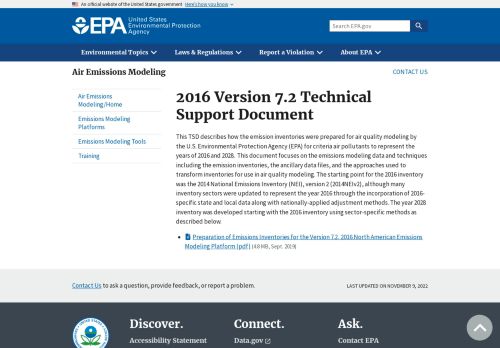 An official website of the United States government Here's how you know
EPA United States
Environmental Protection
Agency
Search EPA.gov
Environmental Topics Laws & Regulations Report a Violation About EPA
Air Emissions Modeling
CONTACT US
Air Emissions
Modeling/Home
Emissions Modeling
Platforms
Emissions Modeling Tools
Training
2016 Version 7.2 Technical
Support Document
This TSD describes how the emission inventories were prepared for air quality modeling by
the U.S. Environmental Protection Agency (EPA) for criteria air pollutants to represent the
years of 2016 and 2028. This document focuses on the emissions modeling data and techniques
including the emission inventories, the ancillary data files, and the approaches used to
transform inventories for use in air quality modeling. The starting point for the 2016 inventory
was the 2014 National Emissions Inventory (NEI), version 2 (2014NEIv2), although many
inventory sectors were updated to represent the year 2016 through the incorporation of 2016-
specific state and local data along with nationally-applied adjustment methods. The year 2028
inventory was developed starting with the 2016 inventory using sector-specific methods as
described below.
Preparation of Emissions Inventories for the Version 7.2 2016 North American Emissions
Modeling Platform (pdf) (4.8 MB, Sept. 2019)
Contact Us to ask a question, provide feedback, or report a problem.
LAST UPDATED ON NOVEMBER 9, 2022
Discover.
Accessibility Statement
Connect.
Data.gov
Ask.
Contact EPA